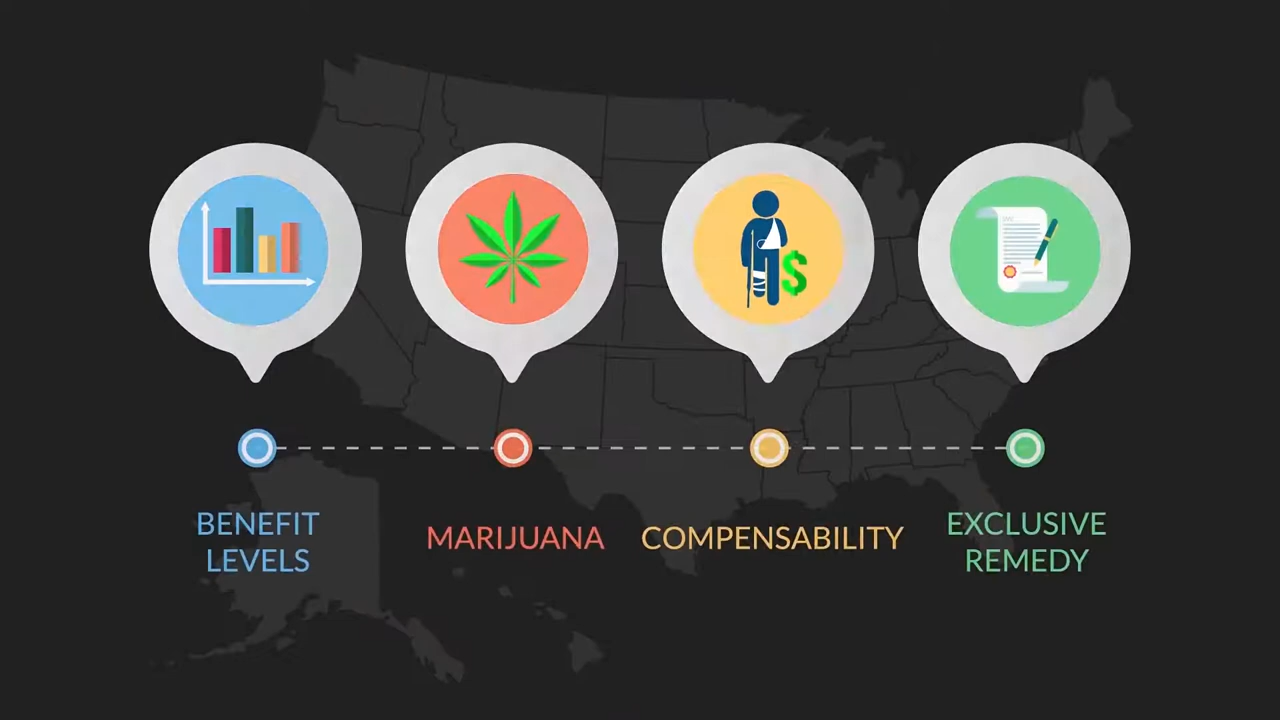 BENEFIT
LEVELS
MARIJUANA
COMPENSABILITY
EXCLUSIVE
REMEDY